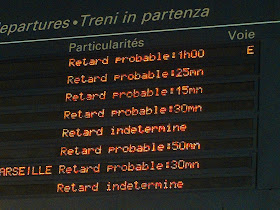 epartures • Treni in partenza
Particularités Voie
Retard probable:1h00 E
Retard probable:25mn
Retard probable:15mn
Retard probable:30mn
Retard indetermine
Retard probable:50mn
ARSEILLE Retard probable:30mn
Retard indetermine